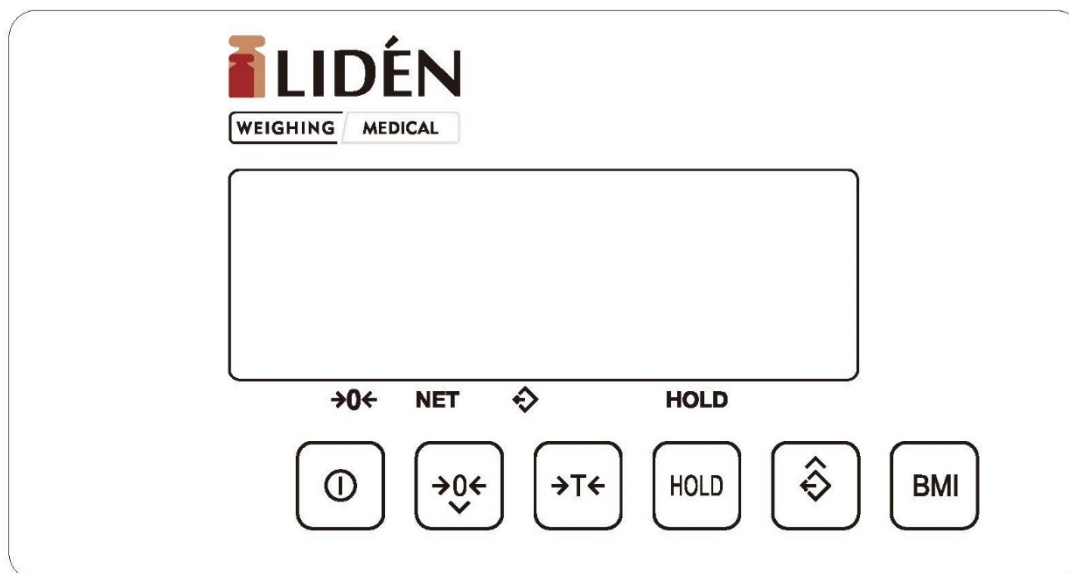 LIDÉN
WEIGHING MEDICAL
→0← NET HOLD
→0← →T← HOLD BMI